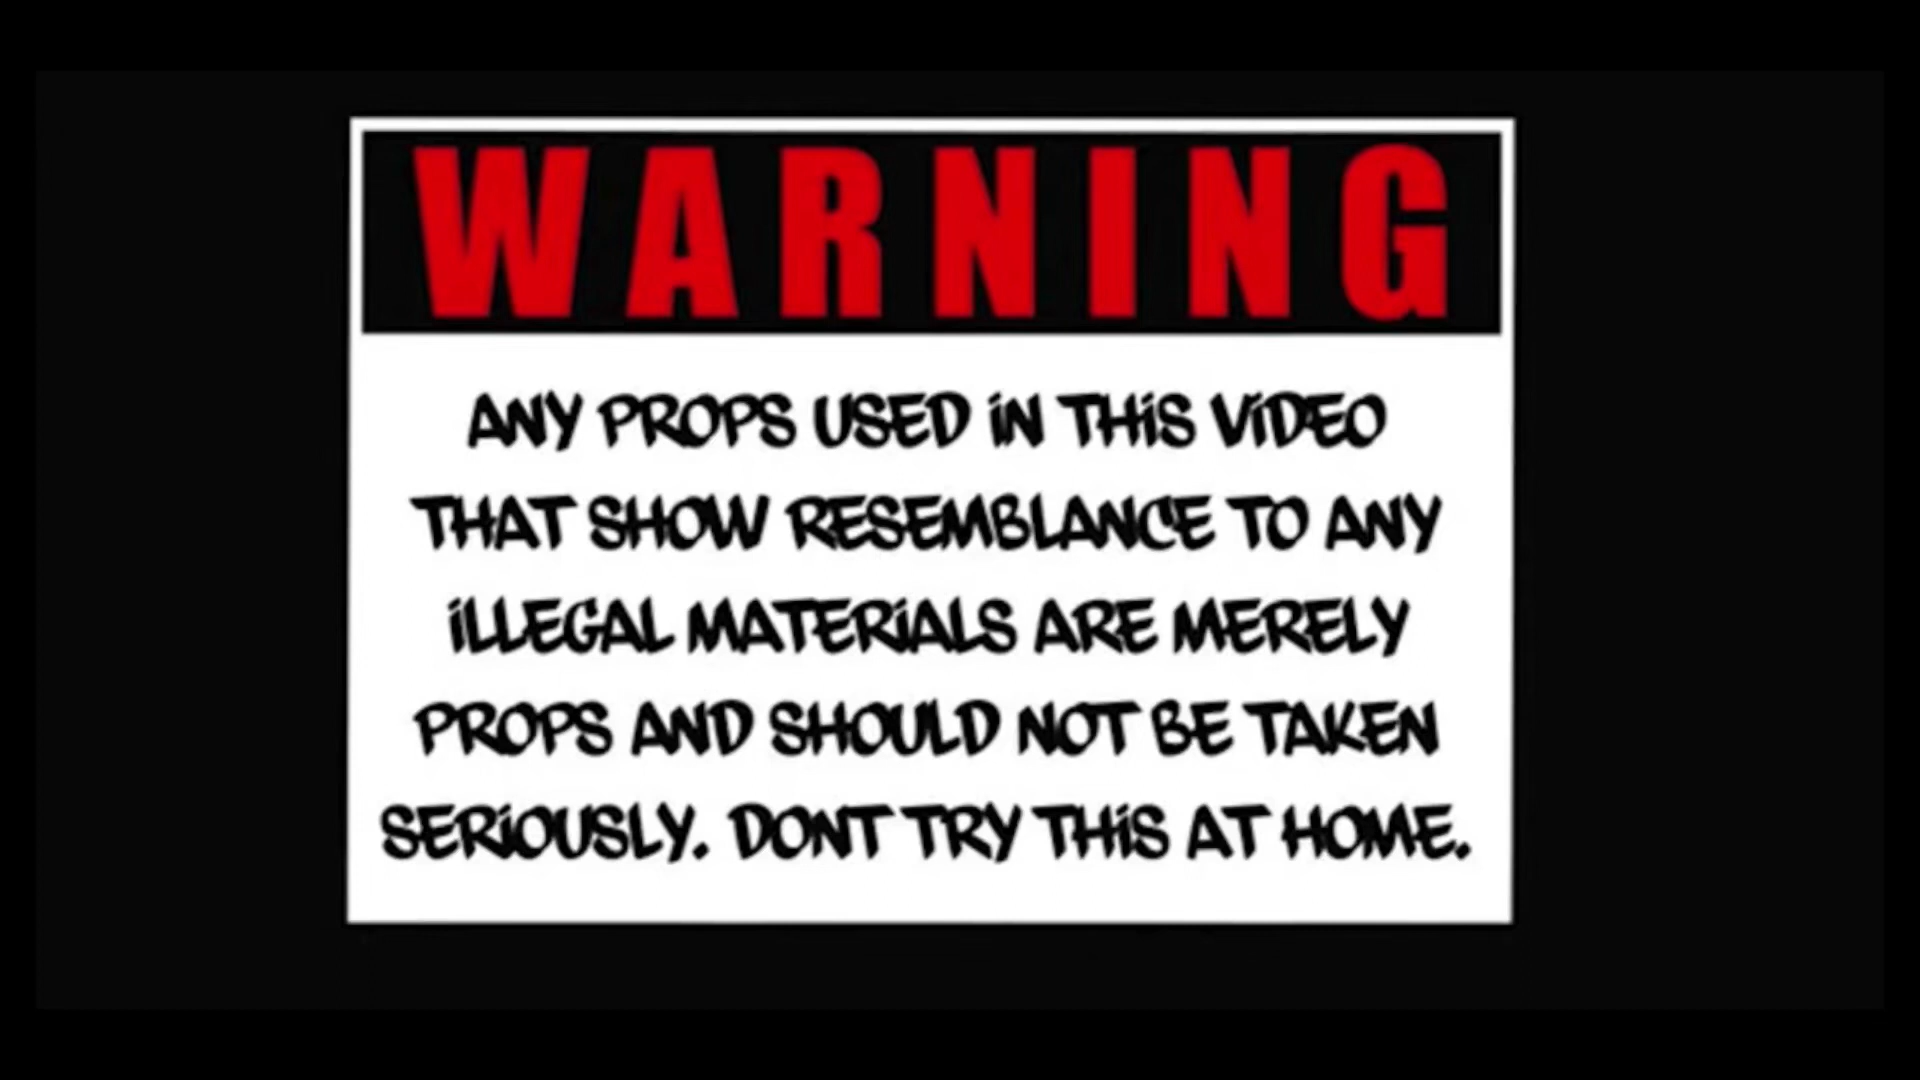 WARNING
ANY PROPS USED iN THiS ViDEO
THAT SHOW RESEMBLANCE TO ANY
iLLEGAL MATERiALS ARE MERELY
PROPS AND SHOULD NOT BE TAKEN
SERiOUSLY. DONT TRY THiS AT HOME.